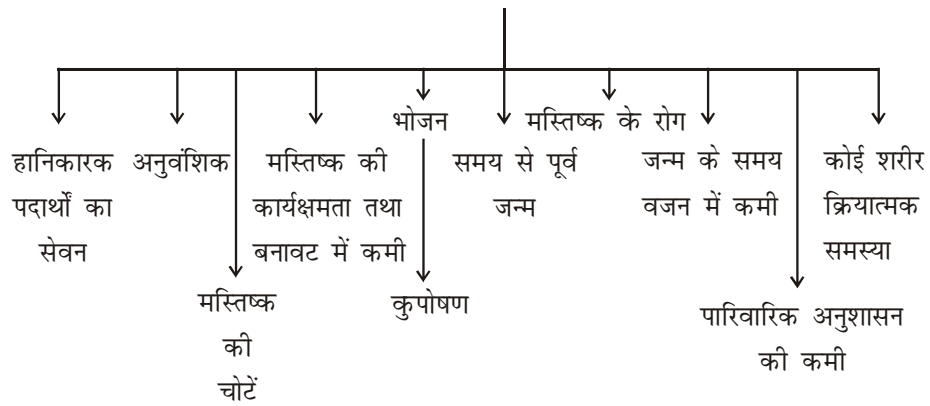 हानिकारक
पदार्थों का
सेवन
अनुवंशिक
मस्तिष्क
की
चोटें
मस्तिष्क की
कार्यक्षमता तथा
बनावट में कमी
भोजन
कुपोषण
समय से पूर्व
जन्म
मस्तिष्क के रोग
जन्म के समय
वजन में कमी
पारिवारिक अनुशासन
की कमी
कोई शरीर
क्रियात्मक
समस्या